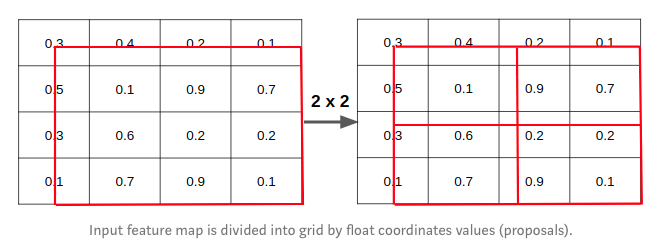 0.3 0.4 0.2 0.1 0.3 0.4 0.2 0.1
0.5 0.1 0.9 0.7 0.5 0.1 0.9 0.7
2 x 2
0.3 0.6 0.2 0.2 0.3 0.6 0.2 0.2
0.1 0.7 0.9 0.1 0.1 0.7 0.9 0.1
Input feature map is divided into grid by float coordinates values (proposals).